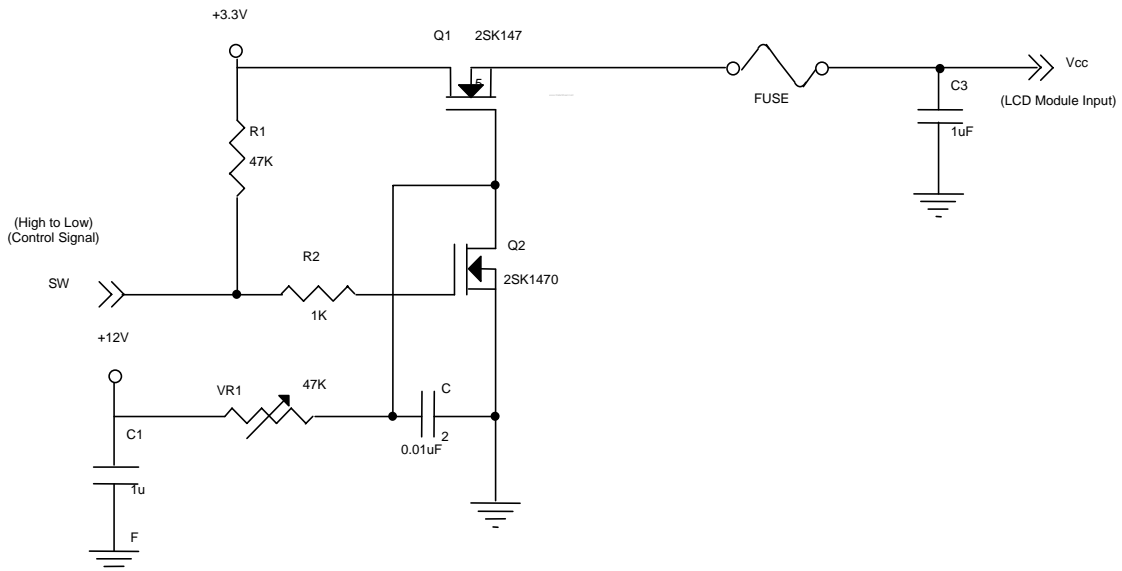 +3.3V
Q1 2SK147
5
FUSE
Vcc
C3
(LCD Module Input)
1uF
R1
47K
(High to Low)
(Control Signal)
SW
R2
1K
Q2
2SK1470
+12V
VR1
47K
C
2
0.01uF
C1
1u
F